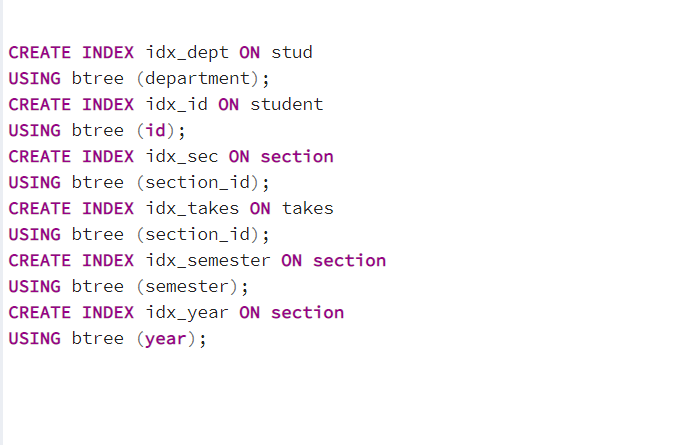 CREATE INDEX idx_dept ON stud
USING btree (department);
CREATE INDEX idx_id ON student
USING btree (id);
CREATE INDEX idx_sec ON section
USING btree (section_id);
CREATE INDEX idx_takes ON takes
USING btree (section_id);
CREATE INDEX idx_semester ON section
USING btree (semester);
CREATE INDEX idx_year ON section
USING btree (year);